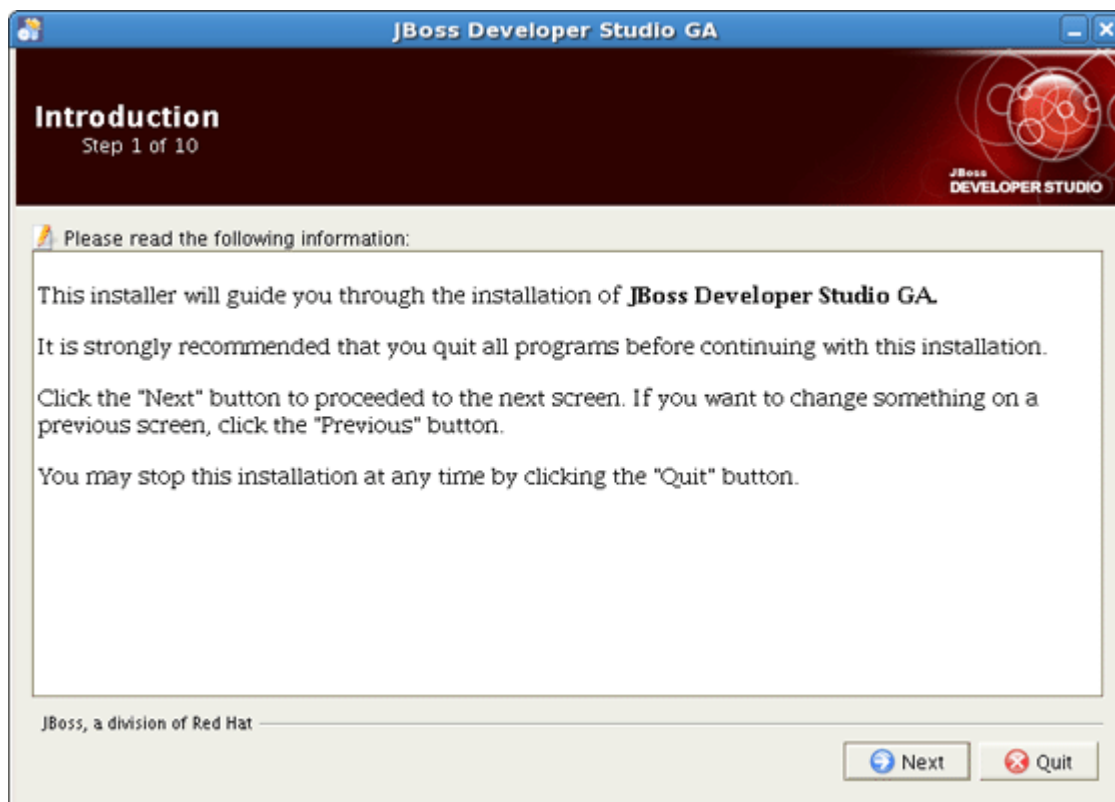 JBoss Developer Studio GA
Introduction
Step 1 of 10
JBoss
DEVELOPER STUDIO
Please read the following information:
This installer will guide you through the installation of JBoss Developer Studio GA.
It is strongly recommended that you quit all programs before continuing with this installation.
Click the "Next" button to proceeded to the next screen. If you want to change something on a
previous screen, click the "Previous" button.
You may stop this installation at any time by clicking the "Quit" button.
JBoss, a division of Red Hat
Next
Quit